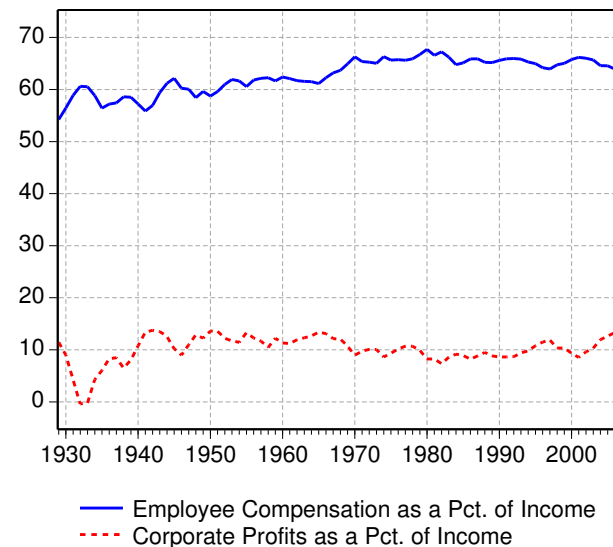 70
60
50
40
30
20
10
0
1930 1940 1950 1960 1970 1980 1990 2000
Employee Compensation as a Pct. of Income
Corporate Profits as a Pct. of Income